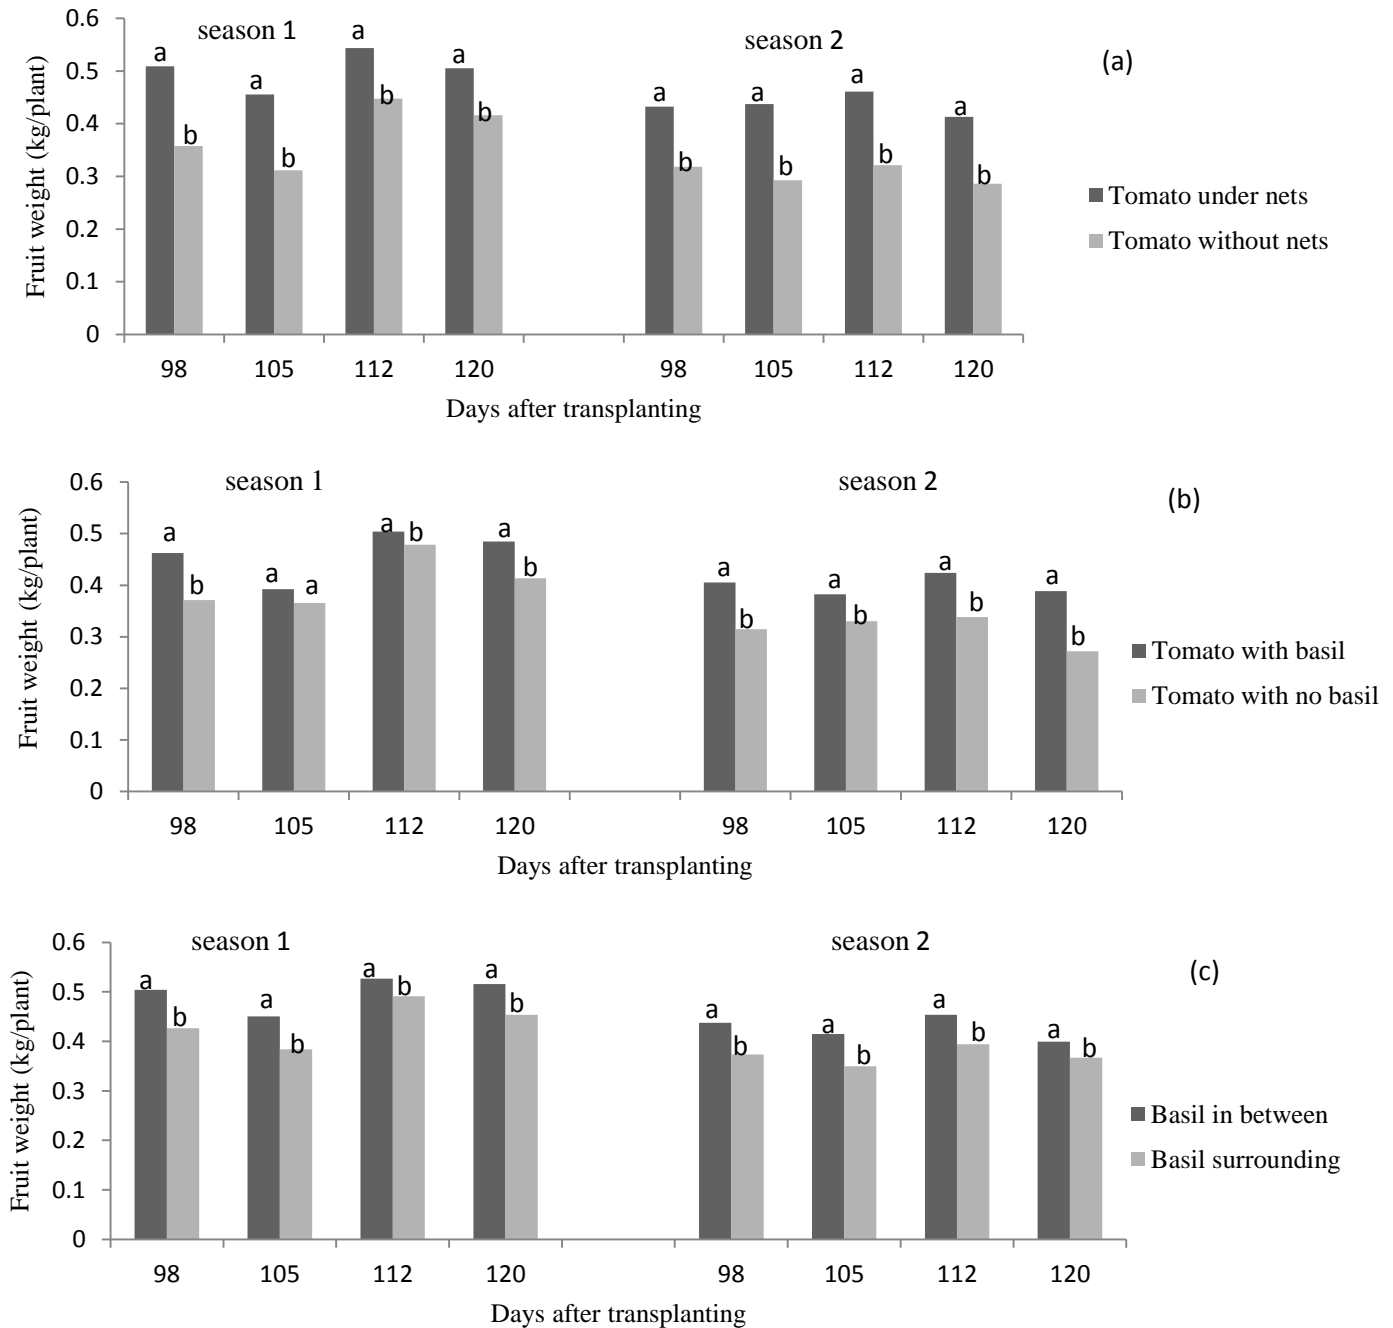 season 1
season 2
(a)
Fruit weight (kg/plant)
0.6
0.5
0.4
0.3
0.2
0.1
0
a b a b a b a b
a b a b a b a b
98 105 112 120 98 105 112 120
Days after transplanting
Tomato under nets
Tomato without nets
season 1
season 2
(b)
Fruit weight (kg/plant)
0.6
0.5
0.4
0.3
0.2
0.1
0
a b a a a b a b
a b a b a b a b
98 105 112 120 98 105 112 120
Days after transplanting
Tomato with basil
Tomato with no basil
season 1
season 2
(c)
Fruit weight (kg/plant)
0.6
0.5
0.4
0.3
0.2
0.1
0
a b a b a b a b
a b a b a b a b
98 105 112 120 98 105 112 120
Days after transplanting
Basil in between
Basil surrounding